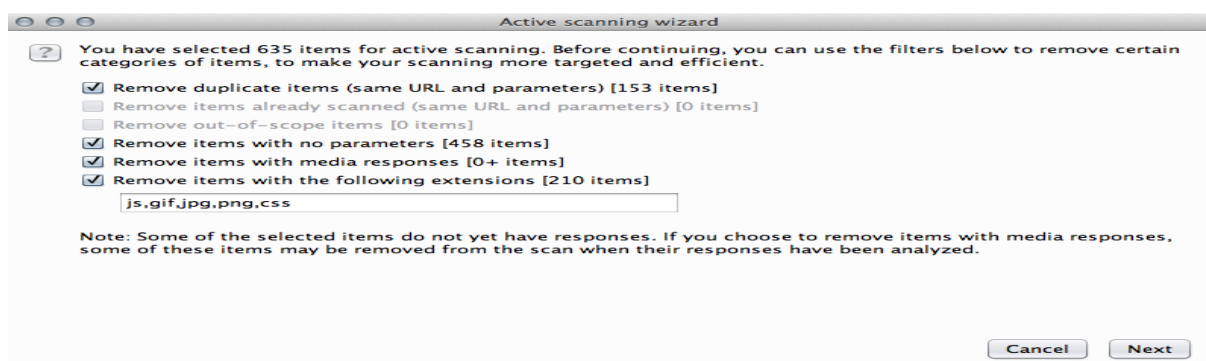 Active scanning wizard
?
You have selected 635 items for active scanning. Before continuing, you can use the filters below to remove certain
categories of items, to make your scanning more targeted and efficient.
Remove duplicate items (same URL and parameters) [153 items]
Remove items already scanned (same URL and parameters) [0 items]
Remove out-of-scope items [0 items]
Remove items with no parameters [458 items]
Remove items with media responses [0+ items]
Remove items with the following extensions [210 items]
js,gif,jpg,png,css
Note: Some of the selected items do not yet have responses. If you choose to remove items with media responses,
some of these items may be removed from the scan when their responses have been analyzed.
Cancel Next